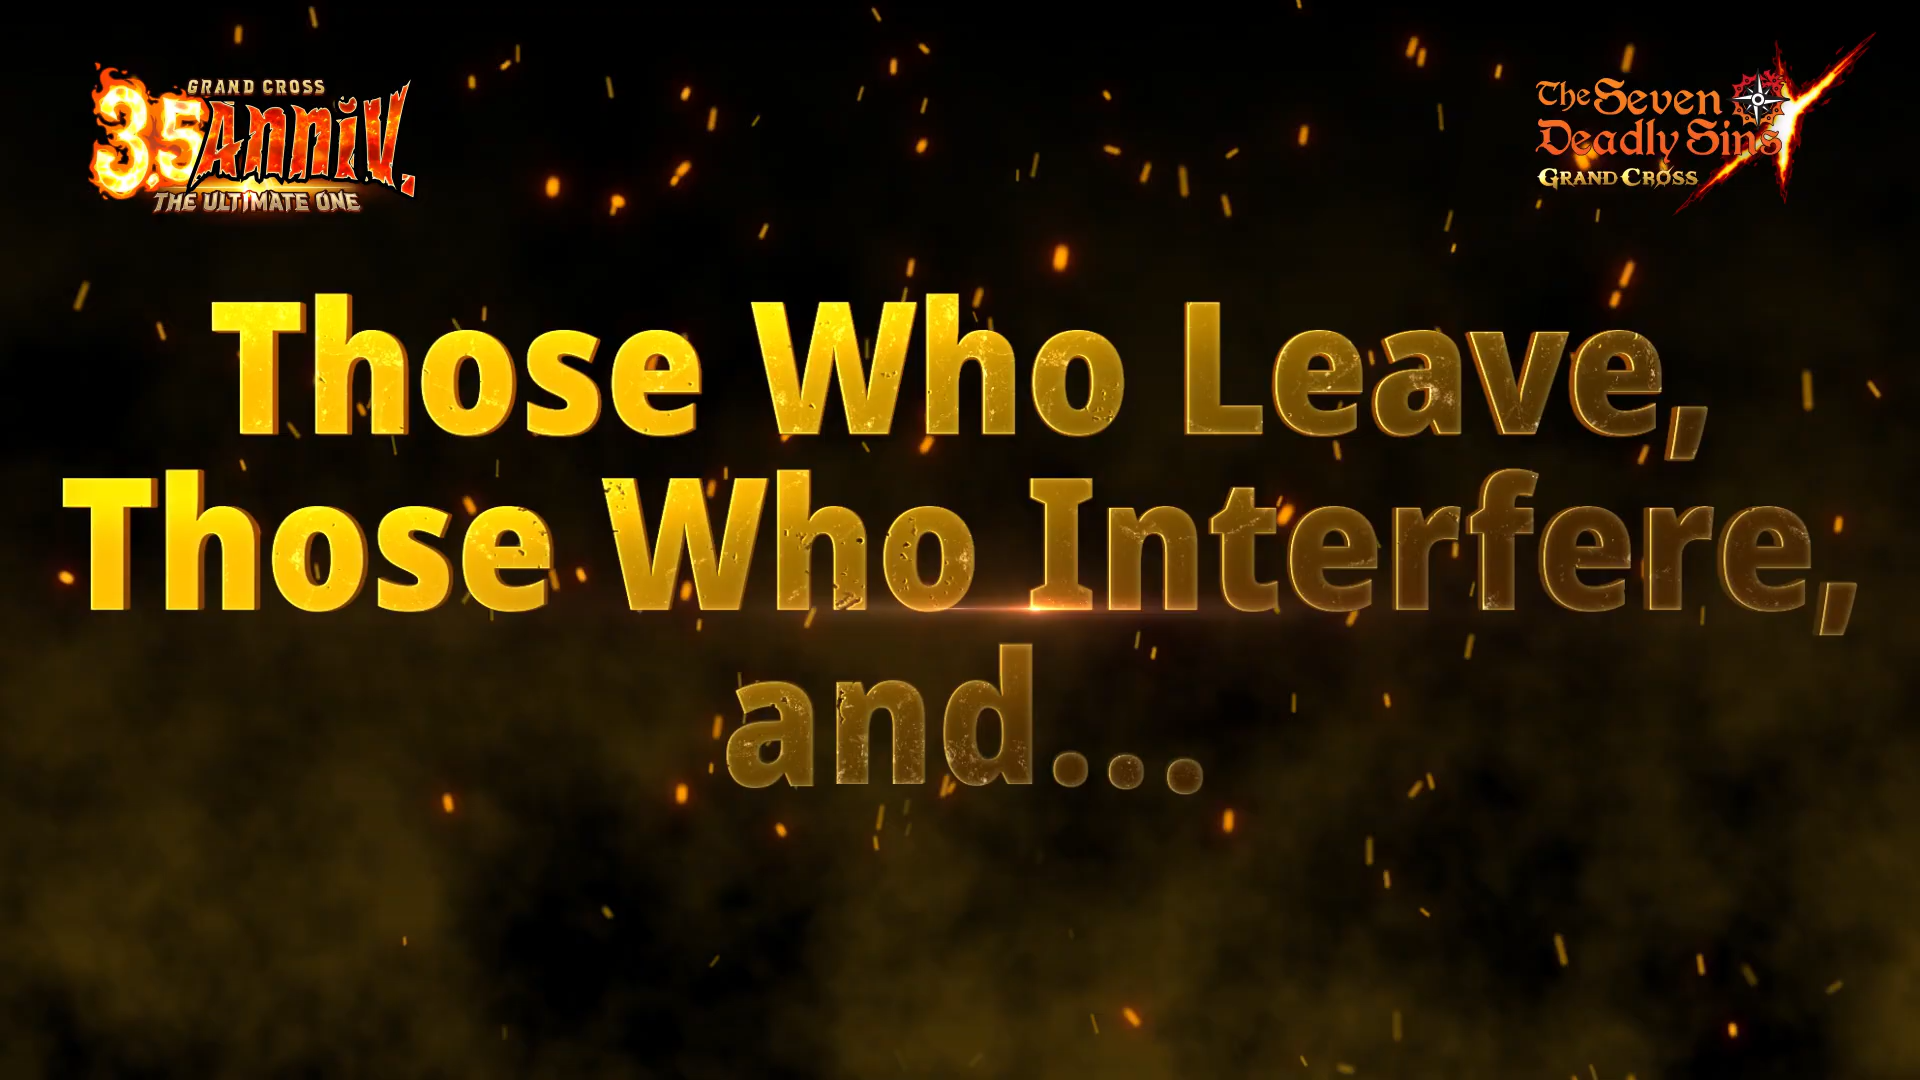 GRAND CROSS
3.5 Anniv.
THE ULTIMATE ONE
The Seven
Deadly Sins
GRAND CROSS
Those Who Leave,
Those Who Interfere,
and...